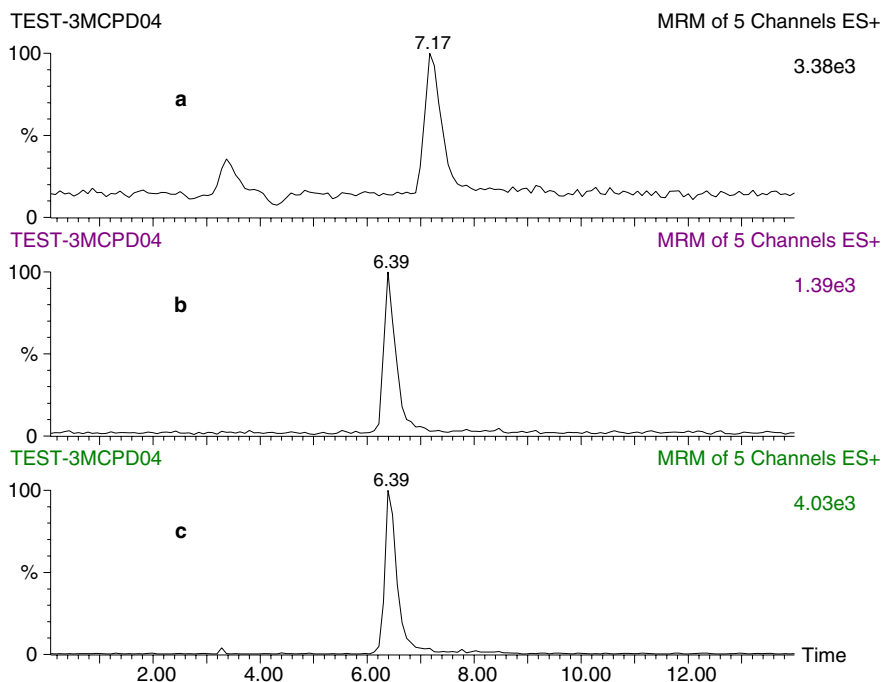 TEST-3MCPD04 MRM of 5 Channels ES+
7.17
100
3.38e3
a
%
0
TEST-3MCPD04 MRM of 5 Channels ES+
6.39
100
1.39e3
b
%
0
TEST-3MCPD04 MRM of 5 Channels ES+
6.39
100
4.03e3
c
%
0
Time
2.00 4.00 6.00 8.00 10.00 12.00